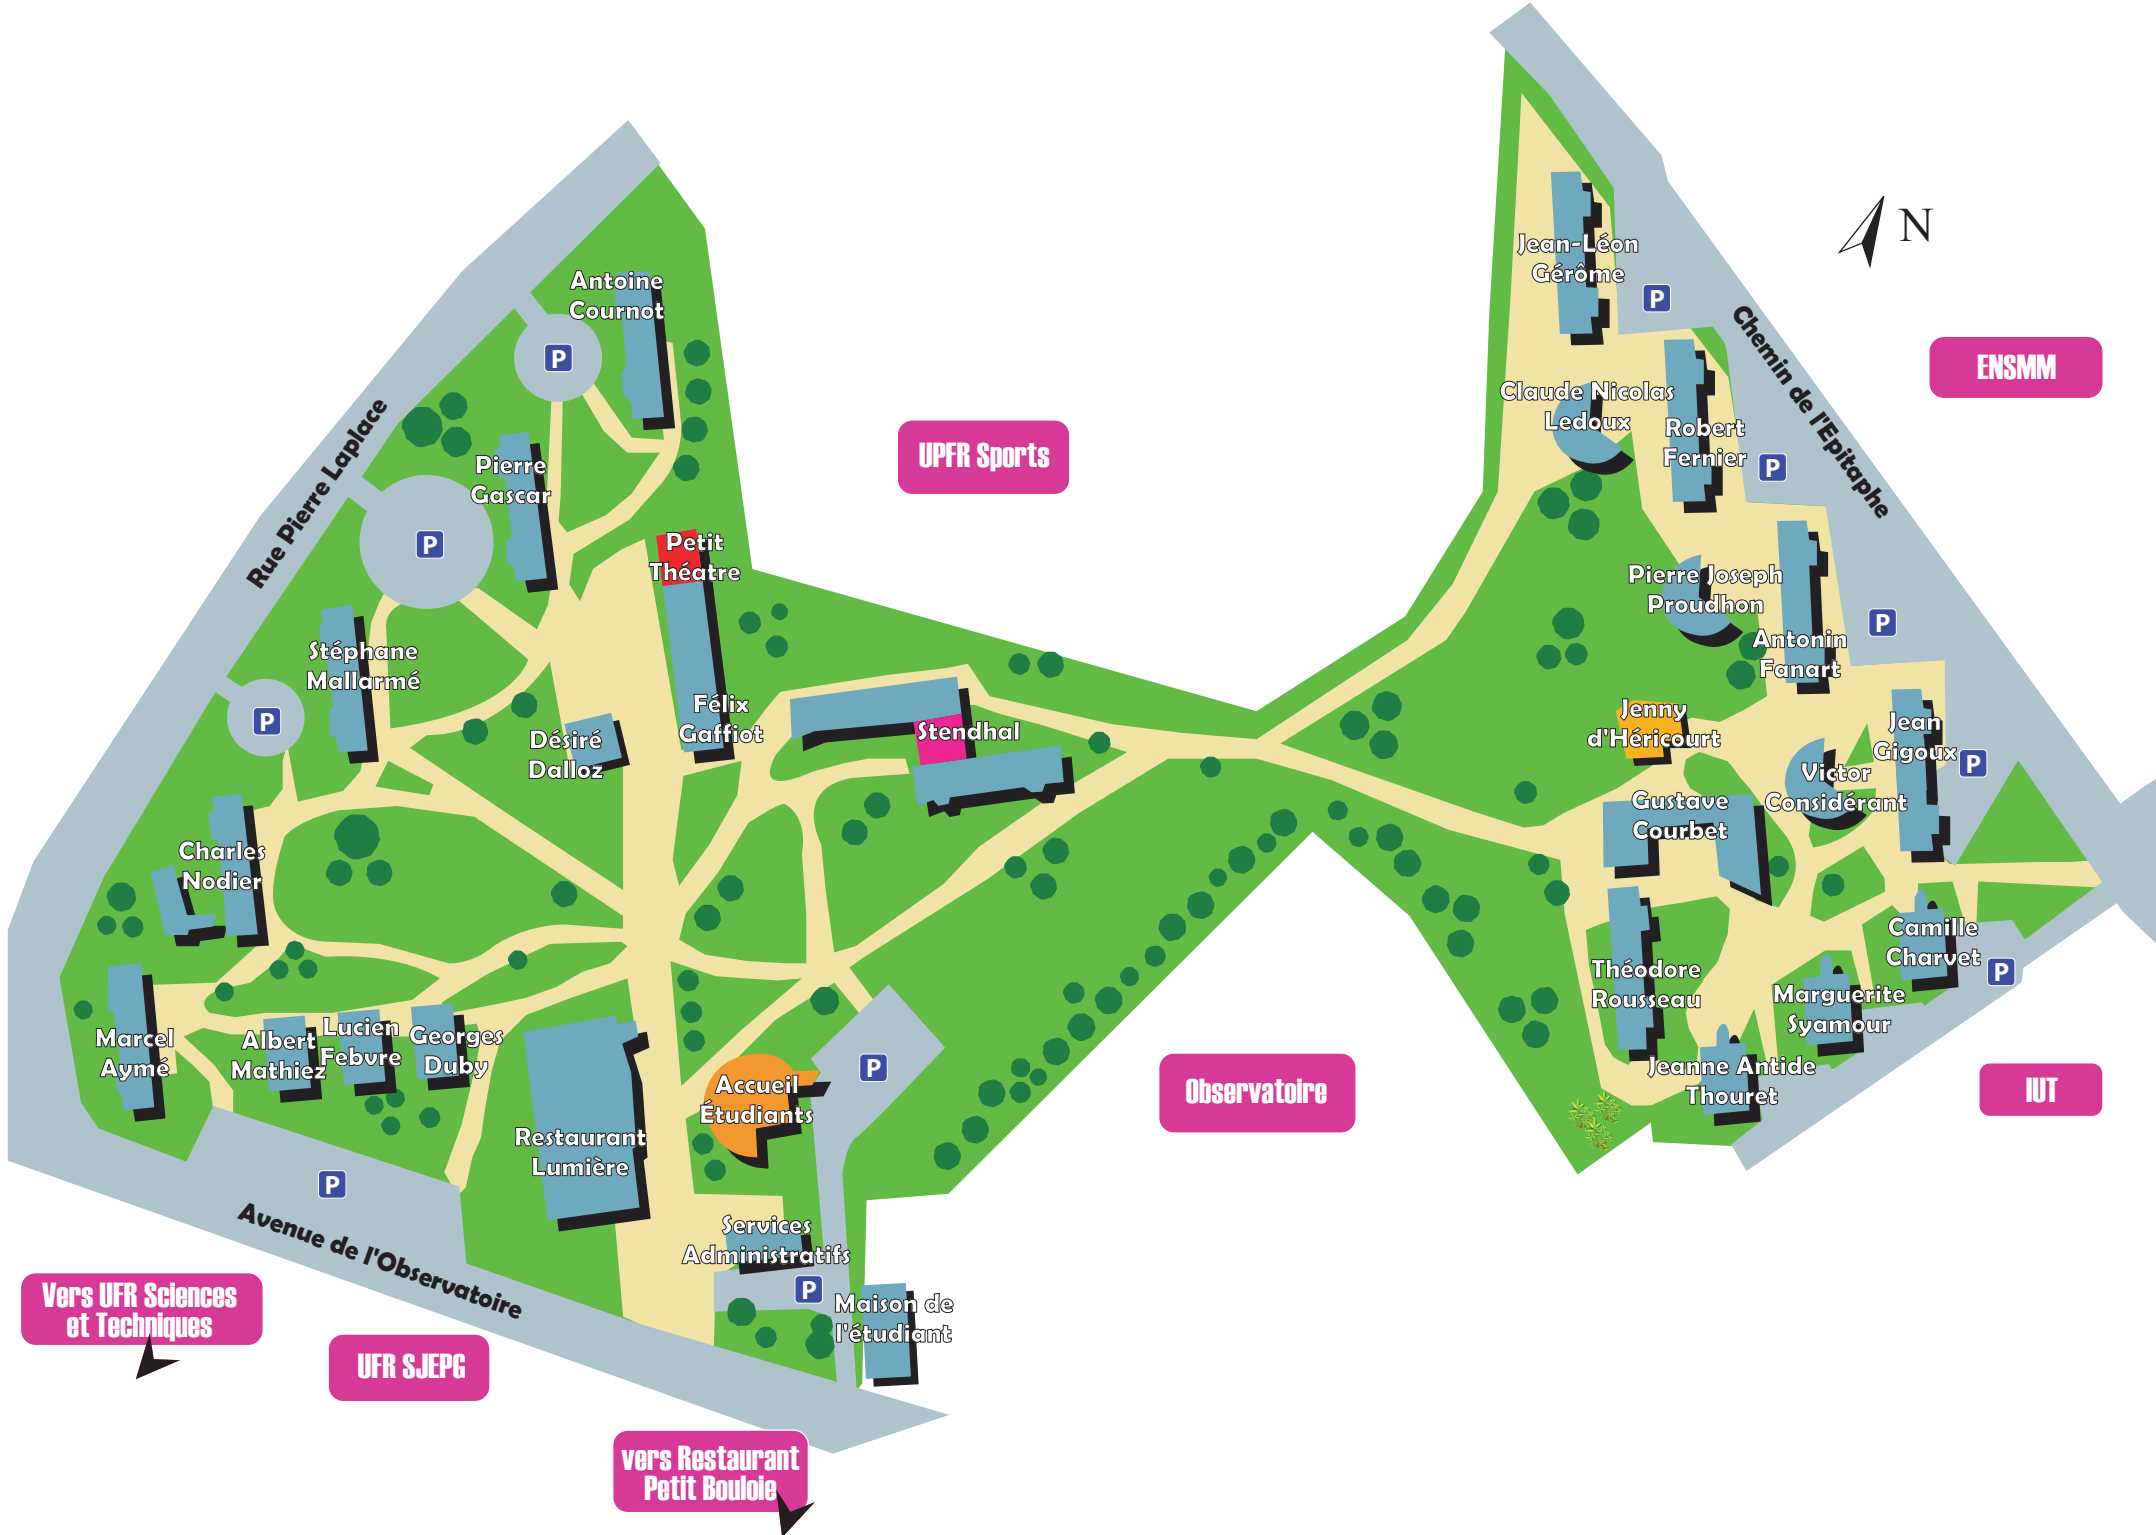 Antoine
Cournot
P
Rue Pierre Laplace
Pierre
Gascar
P
Petit
Théatre
Stéphane
Mallarmé
P
Félix
Gaffiot
Désiré
Dalloz
Stendhal
Charles
Nodier
Marcel
Aymé
Albert
Mathiez
Lucien
Febvre
Georges
Duby
Restaurant
Lumière
Accueil
Étudiants
P
P
Avenue de l'Observatoire
Services
Administratifs
P
Maison de
l'étudiant
Vers UFR Sciences
et Techniques
UFR SJEPG
vers Restaurant
Petit Bouloie
UPFR Sports
Observatoire
N
Jean-Léon
Gérôme
P
Chemin de l'Epitaphe
ENSMM
Claude Nicolas
Ledoux
Robert
Fernier
P
Pierre Joseph
Proudhon
Antonin
Fanart
P
Jenny
d'Héricourt
Jean
Gigoux
P
Victor
Considérant
Gustave
Courbet
Camille
Charvet
P
Théodore
Rousseau
Marguerite
Syamour
Jeanne Antide
Thouret
IUT